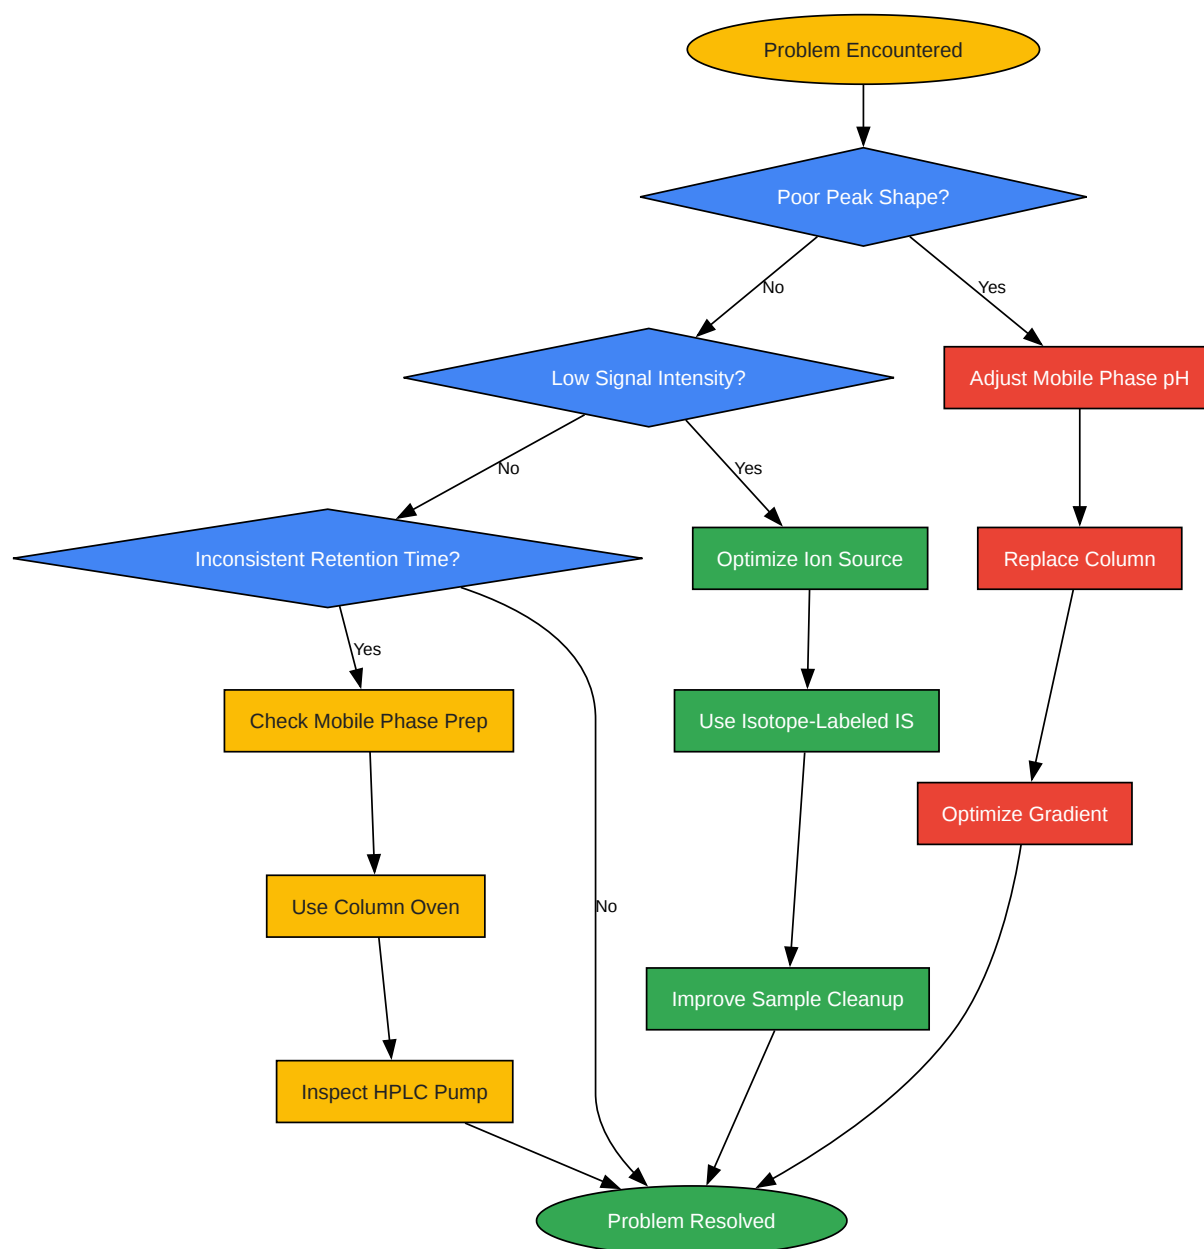 Problem Encountered
Poor Peak Shape?
No
Yes
Low Signal Intensity?
Adjust Mobile Phase pH
No
Yes
Inconsistent Retention Time?
Optimize Ion Source
Replace Column
Yes
Check Mobile Phase Prep
Use Isotope-Labeled IS
Optimize Gradient
Use Column Oven
No
Improve Sample Cleanup
Inspect HPLC Pump
Problem Resolved